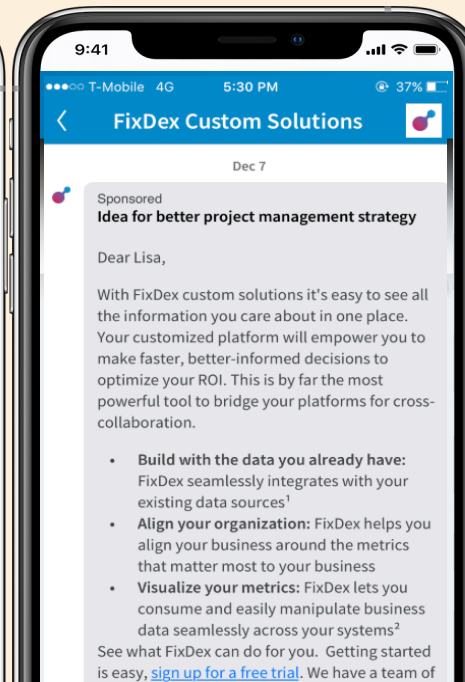 9:41
T-Mobile 4G 5:30 PM 37%
FixDex Custom Solutions
Dec 7
Sponsored
Idea for better project management strategy
Dear Lisa,
With FixDex custom solutions it's easy to see all
the information you care about in one place.
Your customized platform will empower you to
make faster, better-informed decisions to
optimize your ROI. This is by far the most
powerful tool to bridge your platforms for cross-
collaboration.
• Build with the data you already have:
FixDex seamlessly integrates with your
existing data sources¹
• Align your organization: FixDex helps you
align your business around the metrics
that matter most to your business
• Visualize your metrics: FixDex lets you
consume and easily manipulate business
data seamlessly across your systems²
See what FixDex can do for you. Getting started
is easy, sign up for a free trial. We have a team of